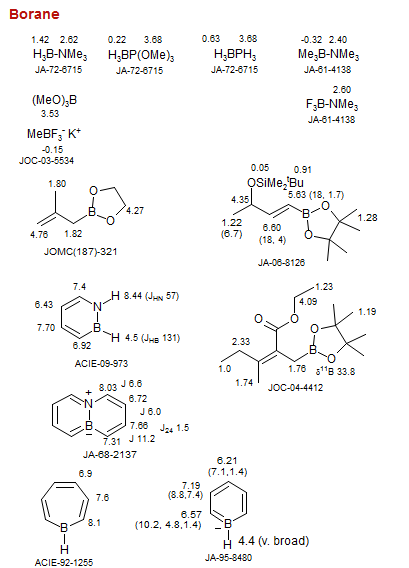 Borane
1.42 2.62 0.22 3.68 0.63 3.68 -0.32 2.40
H3B-NMe3 H3BP(OMe)3 H3BPH3 Me3B-NMe3
JA-72-6715 JA-72-6715 JA-72-6715 JA-61-4138
(MeO)3B
3.53
2.60
F3B-NMe3
JA-61-4138
MeBF3- K+
-0.15
JOC-03-5534
1.80
O
B
O
4.27
4.76 1.82
JOMC(187)-321
0.05 0.91
OSiMe2tBu
4.35 5.63 (18, 1.7)
B O
O
1.28
1.22
(6.7)
6.60
(18, 4)
JA-06-8126
7.4
6.43 N H 8.44 (JHN 57)
7.70 B H 4.5 (JHB 131)
6.92
ACIE-09-973
1.23
4.09
O O
1.19
2.33 O
B
O
1.0 1.76 δ11B 33.8
1.74
JOC-04-4412
+ 8.03 J 6.6
N 6.72
J 6.0
B 7.66 J24 1.5
- 7.31 J 11.2
JA-68-2137
6.9
7.6
8.1
B
H
ACIE-92-1255
6.21
(7.1,1.4)
7.19
(8.8,7.4)
6.57
(10.2, 4.8,1.4)
- B
H 4.4 (v. broad)
JA-95-8480